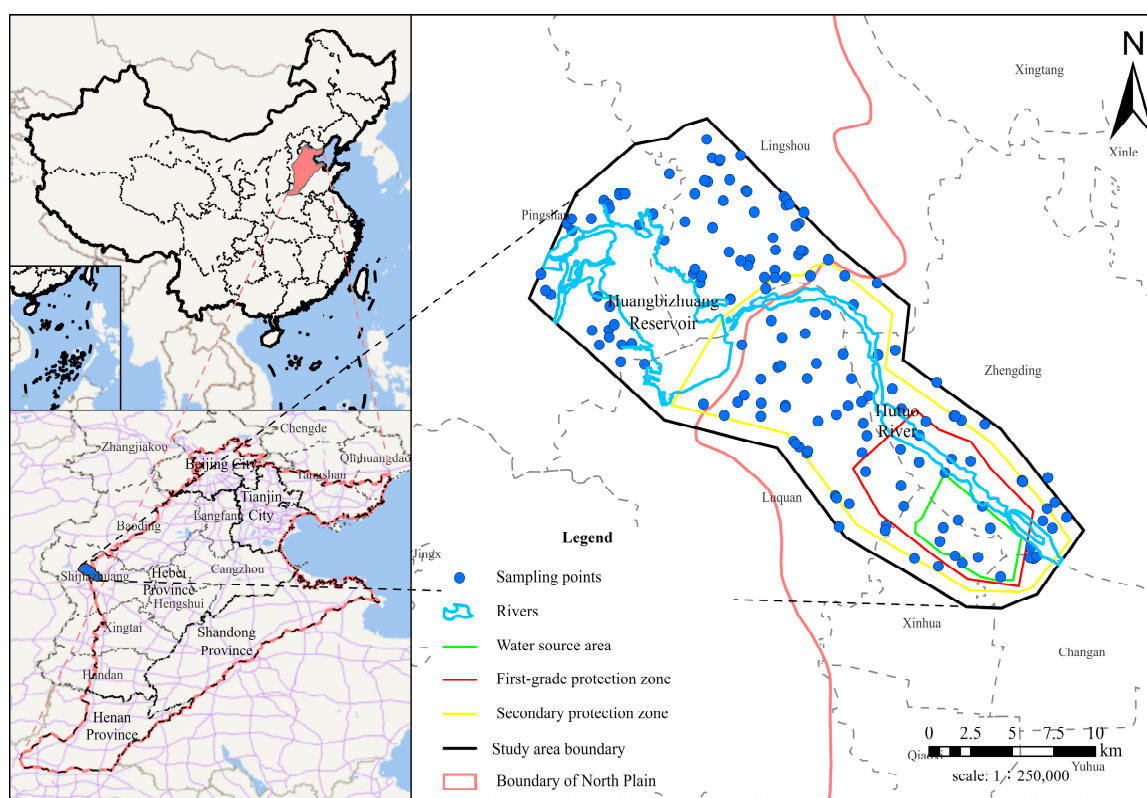 N
Xingtang
Xinle
Lingshou
Pingshan
Huangbizhuang
Reservoir
Zhengding
Hutuo
River
Luquan
Jingx
Xinhua
Changan
Yuhua
Chengde
Zhangjiakou
Qinhuangdao
Beijing City
Tangshan
Tianjin
City
Langfang
Baoding
Cangzhou
Shijiazhuang
Hebei
Province
Hengshui
Xingtai
Shandong
Province
Handan
Henan
Province
Legend
Sampling points
Rivers
Water source area
First-grade protection zone
Secondary protection zone
Study area boundary
Boundary of North Plain
0 2.5 5 7.5 10
km
scale: 1 : 250,000